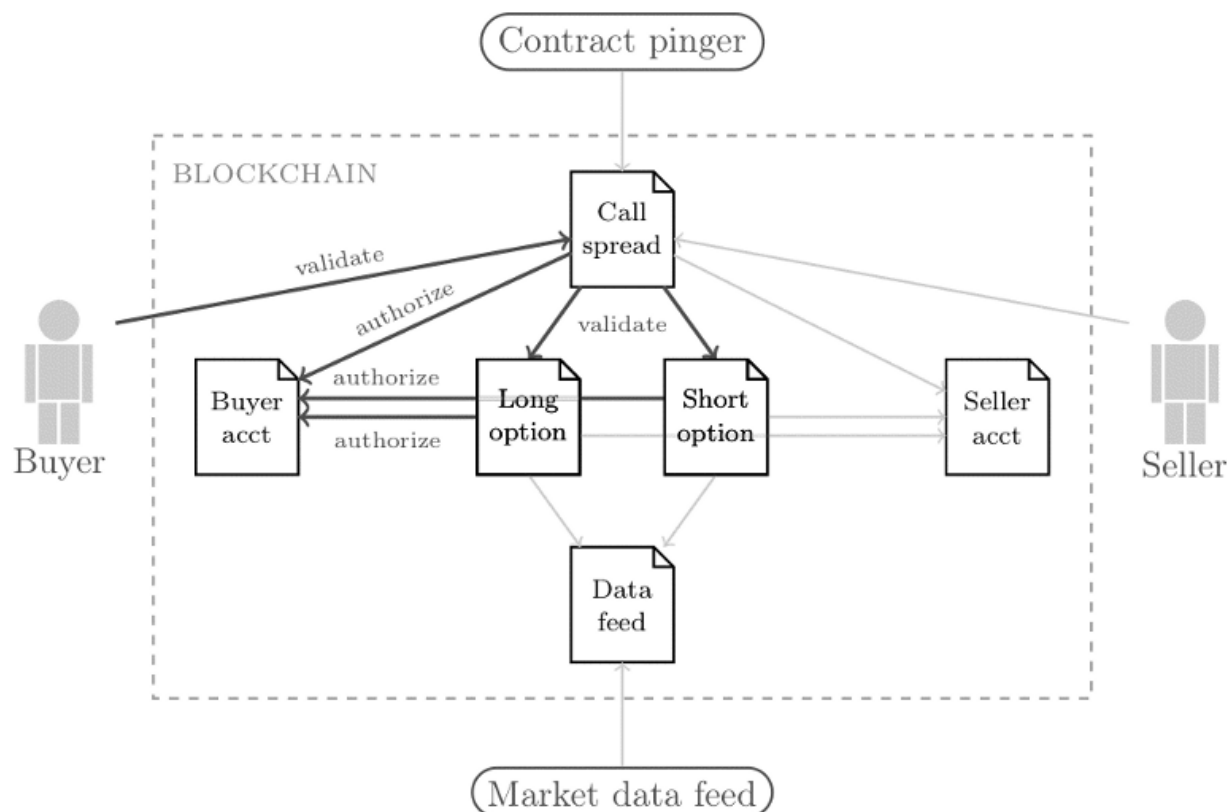 Contract pinger
BLOCKCHAIN
Call
spread
validate
authorize
validate
Buyer
Buyer
acct
authorize
authorize
Long
option
Short
option
Seller
acct
Seller
Data
feed
Market data feed